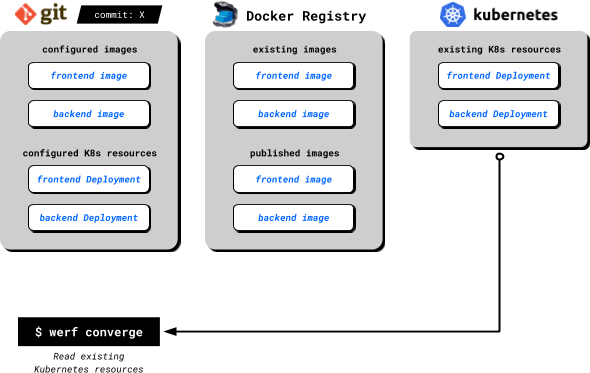 git
commit: X
configured images
frontend image
backend image
configured K8s resources
frontend Deployment
backend Deployment
Docker Registry
existing images
frontend image
backend image
published images
frontend image
backend image
kubernetes
existing K8s resources
frontend Deployment
backend Deployment
$ werf converge
Read existing
Kubernetes resources